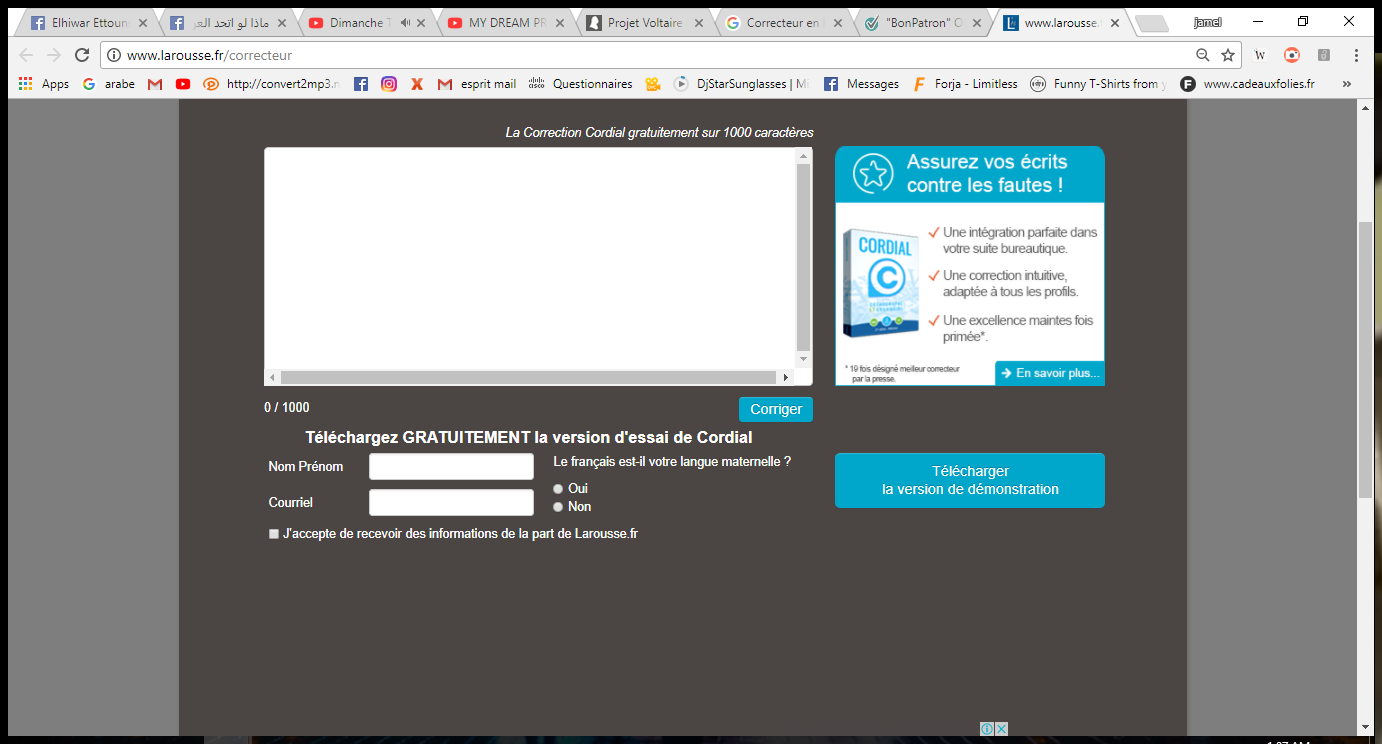 Elhiwar Ettoun
ماذا لو اتحد العر
Dimanche T
MY DREAM PR
Projet Voltaire
Correcteur en
"BonPatron" O
www.larousse.f
jamel
www.larousse.fr/correcteur
Apps
arabe
http://convert2mp3.n
esprit mail
Questionnaires
DjStarSunglasses | Mi
Messages
Forja - Limitless
Funny T-Shirts from y
www.cadeauxfolies.fr
La Correction Cordial gratuitement sur 1000 caractères
Assurez vos écrits
contre les fautes !
CORDIAL
Une intégration parfaite dans
votre suite bureautique.
Une correction intuitive,
adaptée à tous les profils.
Une excellence maintes fois
primée*.
* 19 fois désigné meilleur correcteur
par la presse.
En savoir plus...
0 / 1000
Corriger
Téléchargez GRATUITEMENT la version d'essai de Cordial
Nom Prénom
Le français est-il votre langue maternelle ?
Oui
Courriel
Non
Télécharger
la version de démonstration
J'accepte de recevoir des informations de la part de Larousse.fr